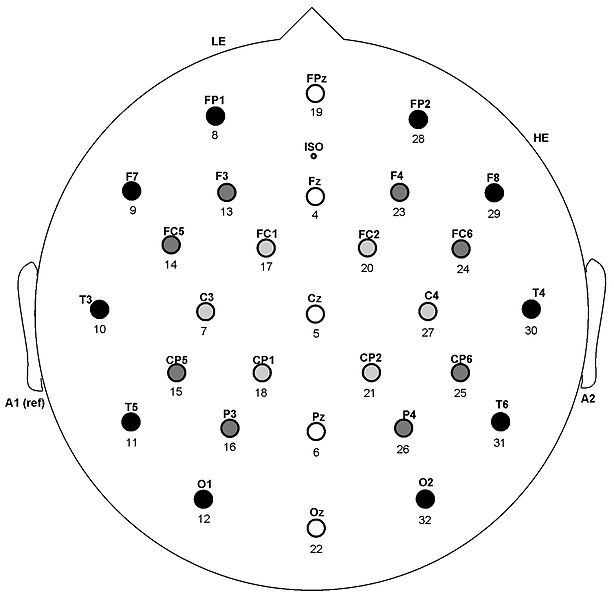 LE
FPz
19
FP1
8
FP2
28
HE
ISO
F7
9
F3
13
Fz
4
F4
23
F8
29
FC5
14
FC1
17
FC2
20
FC6
24
T3
10
C3
7
Cz
5
C4
27
T4
30
CP5
15
CP1
18
CP2
21
CP6
25
A1 (ref)
A2
T5
11
P3
16
Pz
6
P4
26
T6
31
O1
12
Oz
22
O2
32